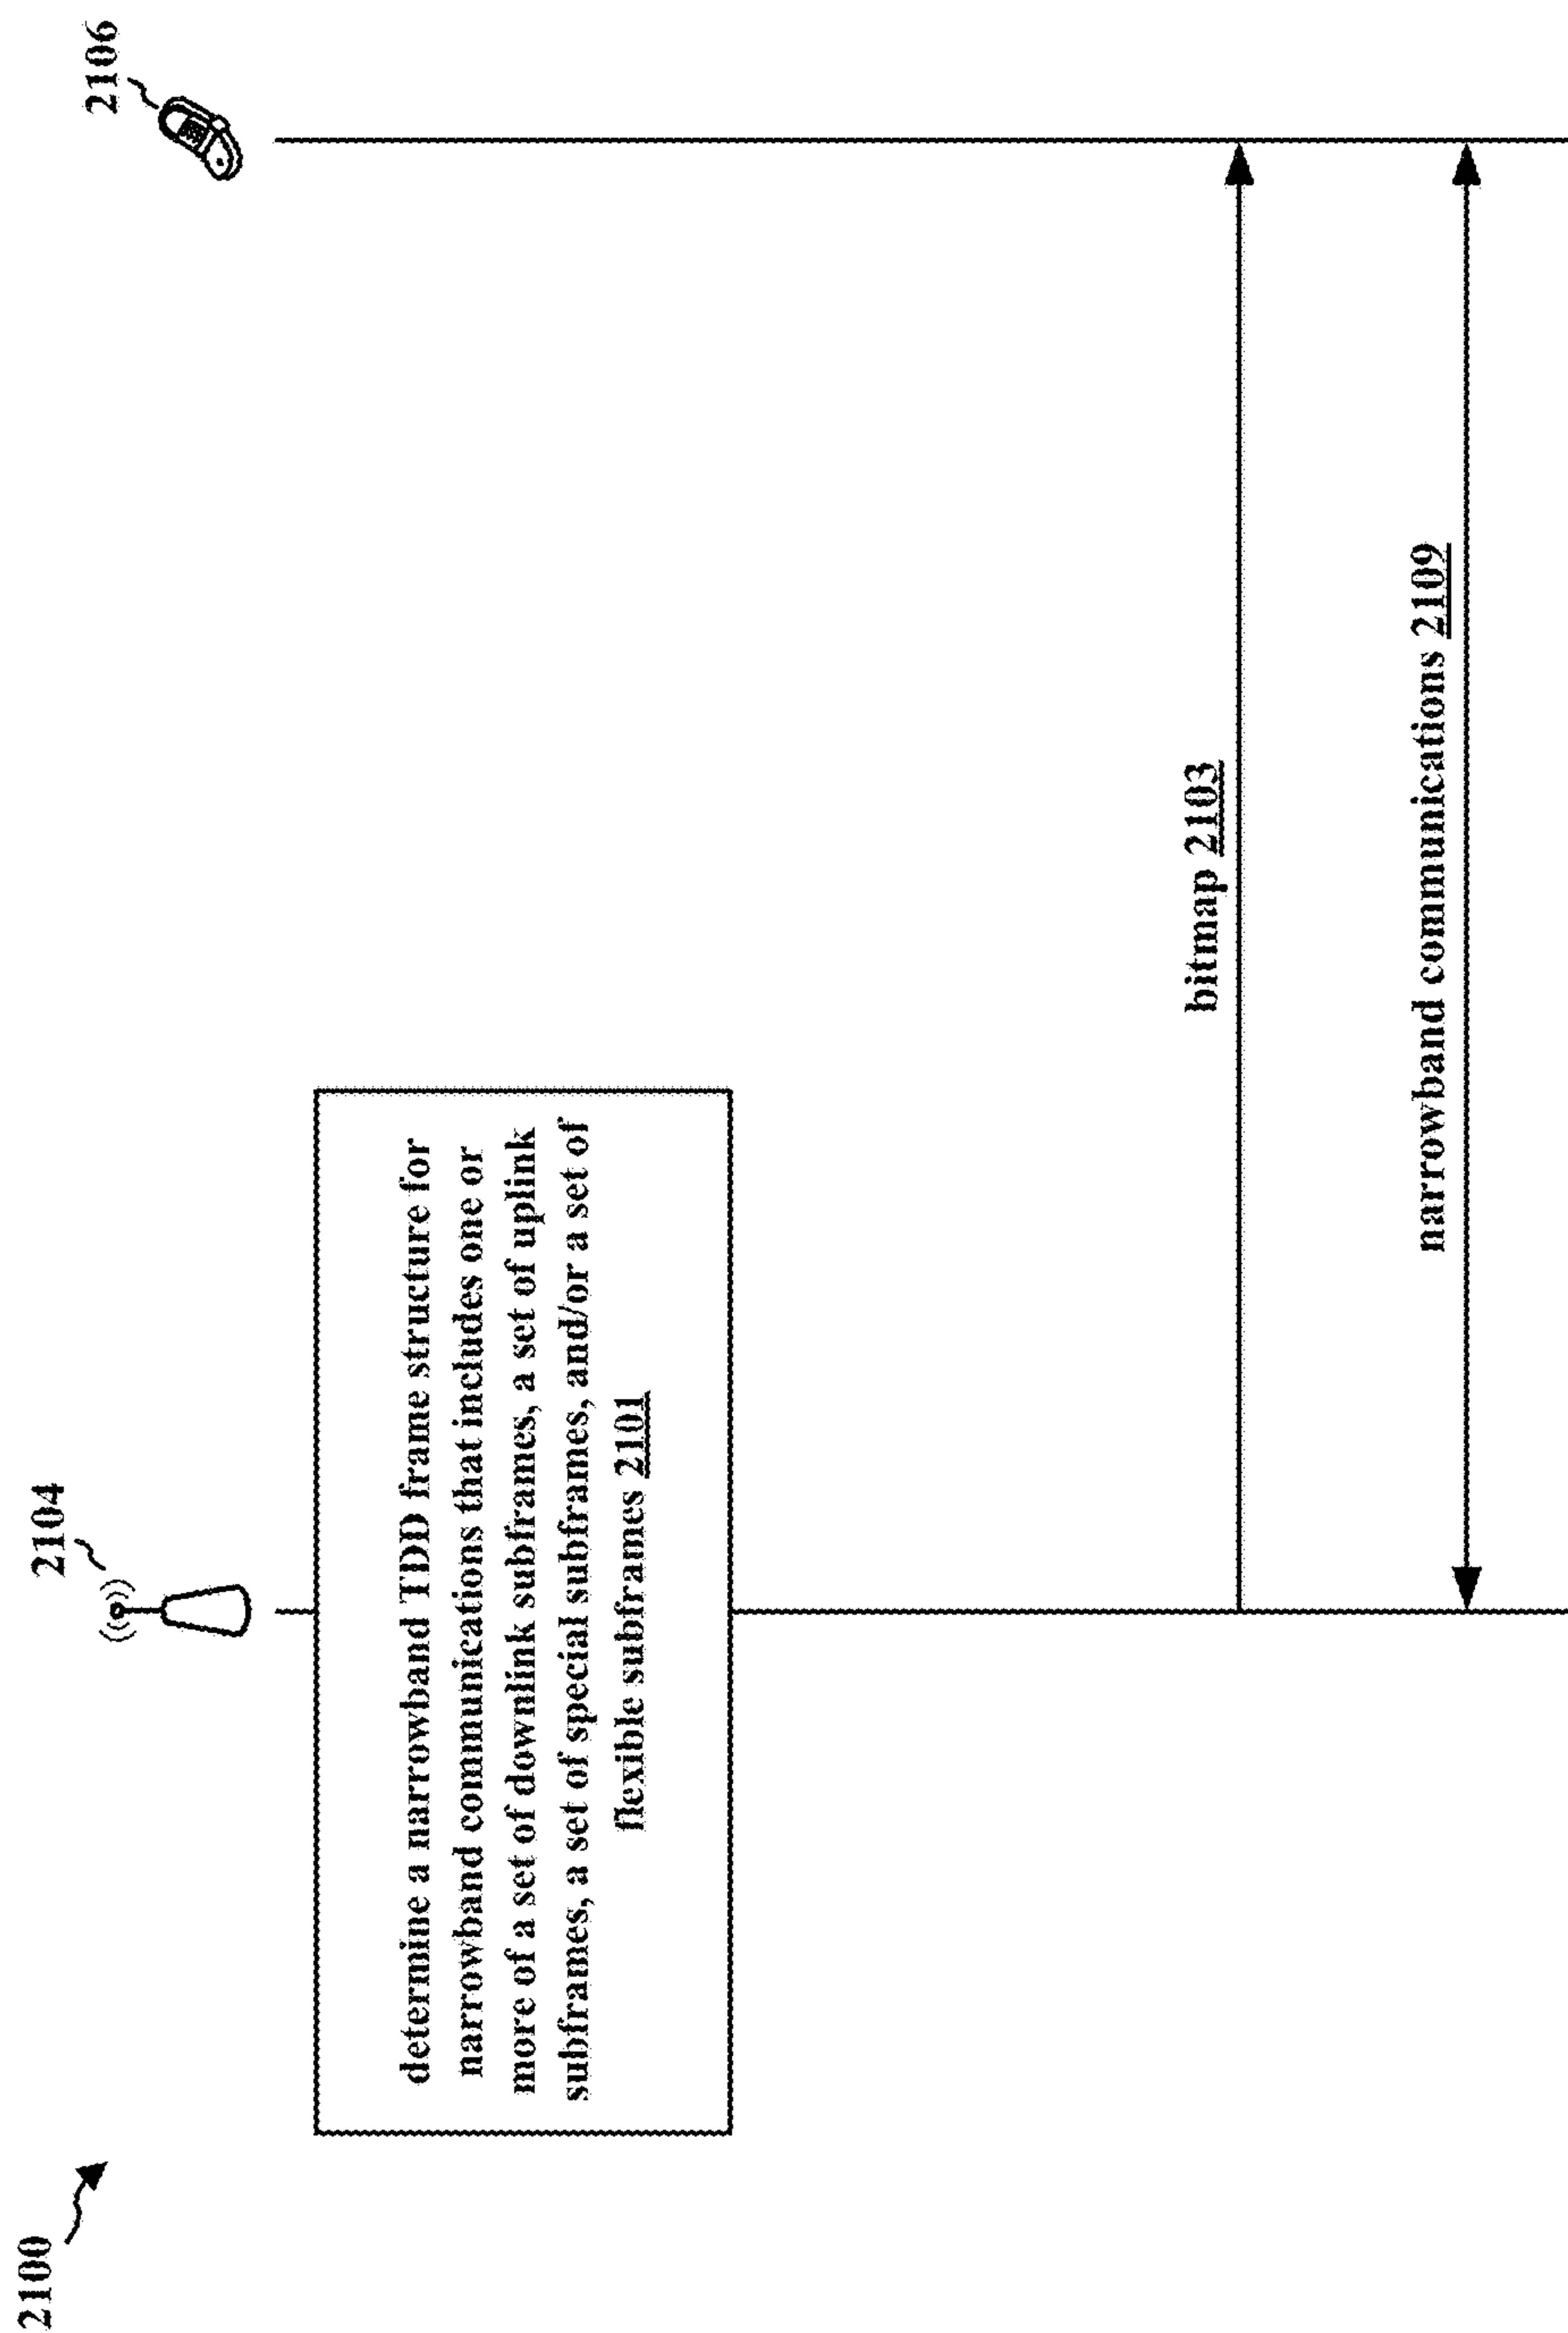 2100
2104
2106
determine a narrowband TDD frame structure for
narrowband communications that includes one or
more of a set of downlink subframes, a set of uplink
subframes, a set of special subframes, and/or a set of
flexible subframes 2101
bitmap 2103
narrowband communications 2109